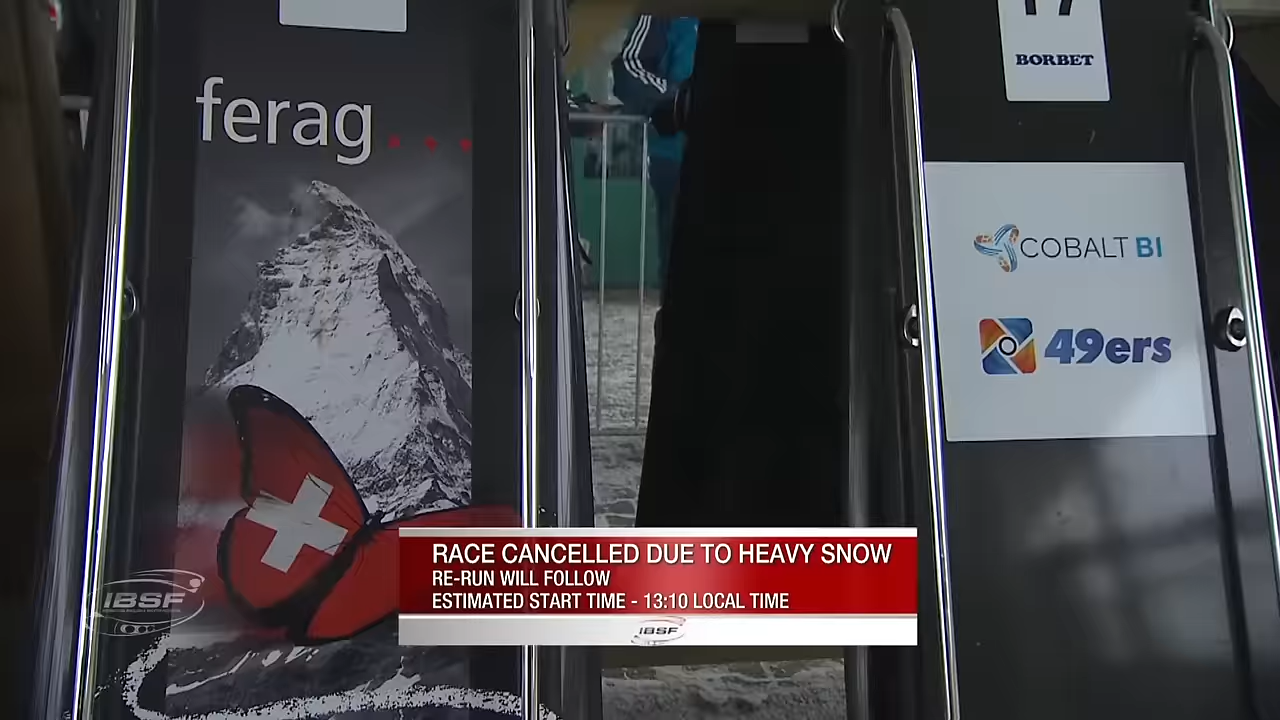 17
BORBET
ferag...
COBALT BI
49ers
RACE CANCELLED DUE TO HEAVY SNOW
RE-RUN WILL FOLLOW
ESTIMATED START TIME - 13:10 LOCAL TIME
IBSF
IBSF